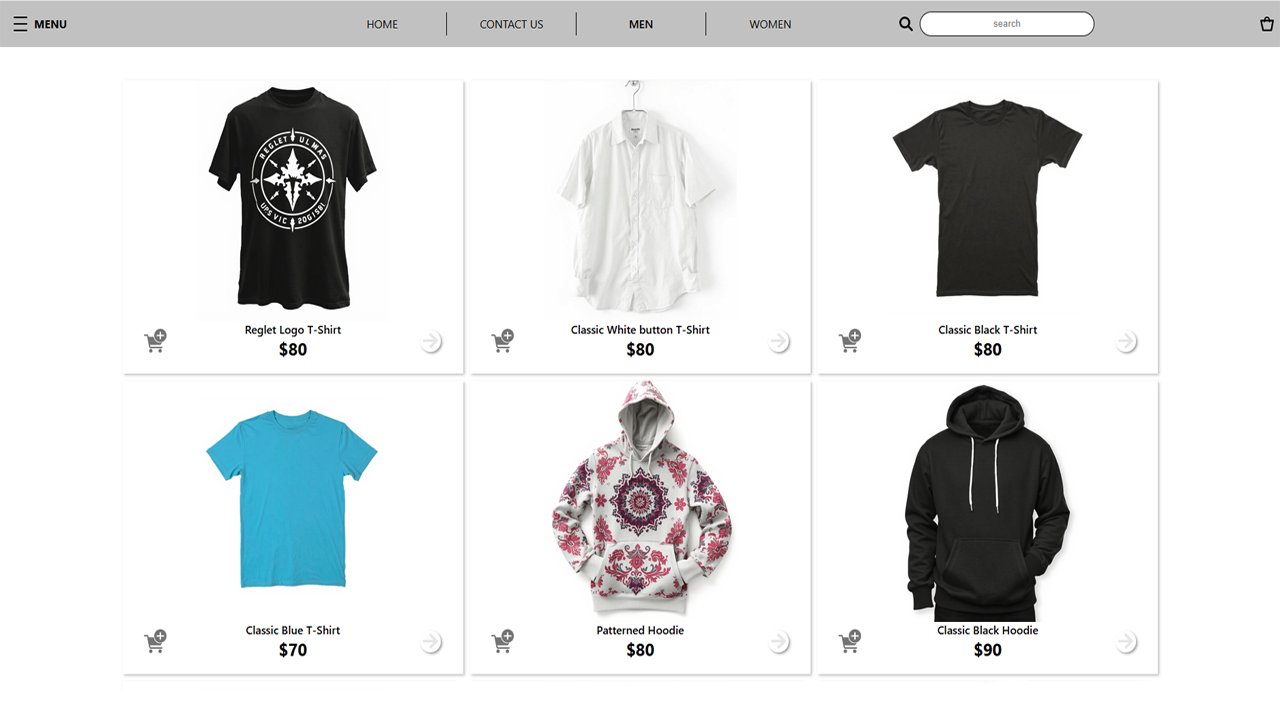 MENU
HOME
CONTACT US
MEN
WOMEN
search
REGLET ULMAS
UPS VIC 20G1SB!
Reglet Logo T-Shirt
$80
Classic White button T-Shirt
$80
Classic Black T-Shirt
$80
Classic Blue T-Shirt
$70
Patterned Hoodie
$80
Classic Black Hoodie
$90